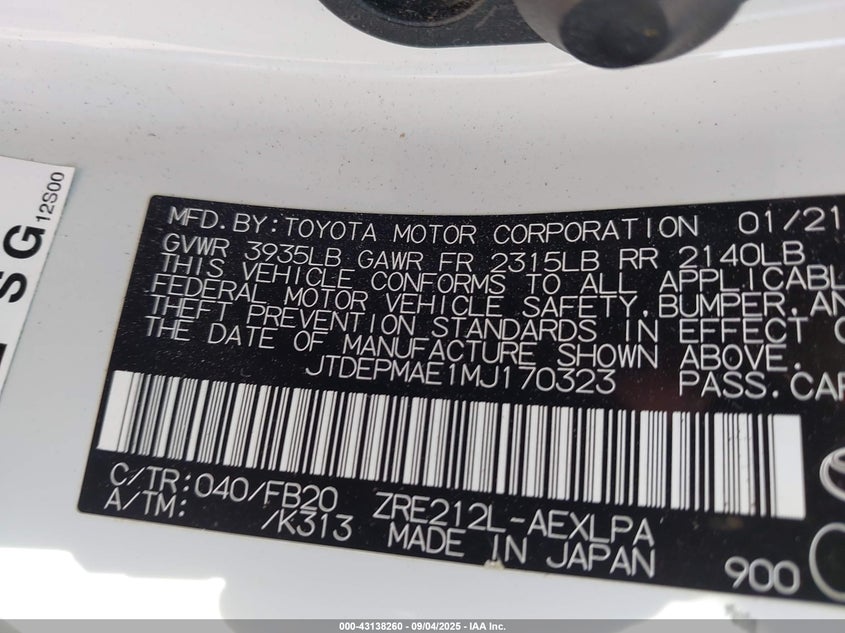 SG
12S00
MFD. BY: TOYOTA MOTOR CORPORATION 01/21
GVWR 3935LB GAWR FR 2315LB RR 2140LB
THIS VEHICLE CONFORMS TO ALL APPLICABL
FEDERAL MOTOR VEHICLE SAFETY, BUMPER, AN
THEFT PREVENTION STANDARDS IN EFFECT O
THE DATE OF MANUFACTURE SHOWN ABOVE.
JTDEPMAE1MJ170323 PASS. CAR
C/TR: 040/FB20 ZRE212L-AEXLPA
A/TM: /K313 MADE IN JAPAN 900
000-43138260 - 09/04/2025 - IAA Inc.